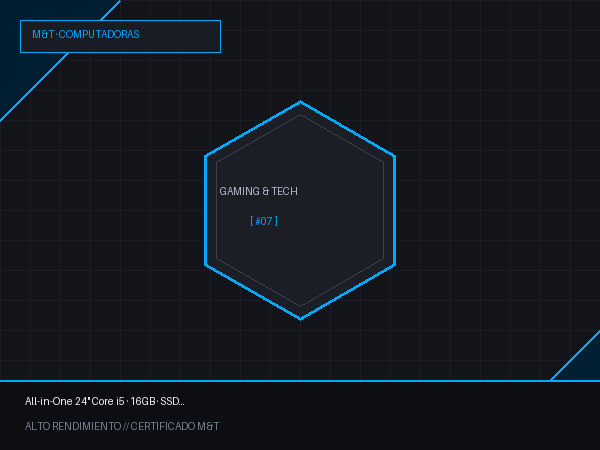 M&T · COMPUTADORAS
GAMING & TECH
[ #07 ]
All-in-One 24" Core i5 · 16GB · SSD...
ALTO RENDIMIENTO // CERTIFICADO M&T